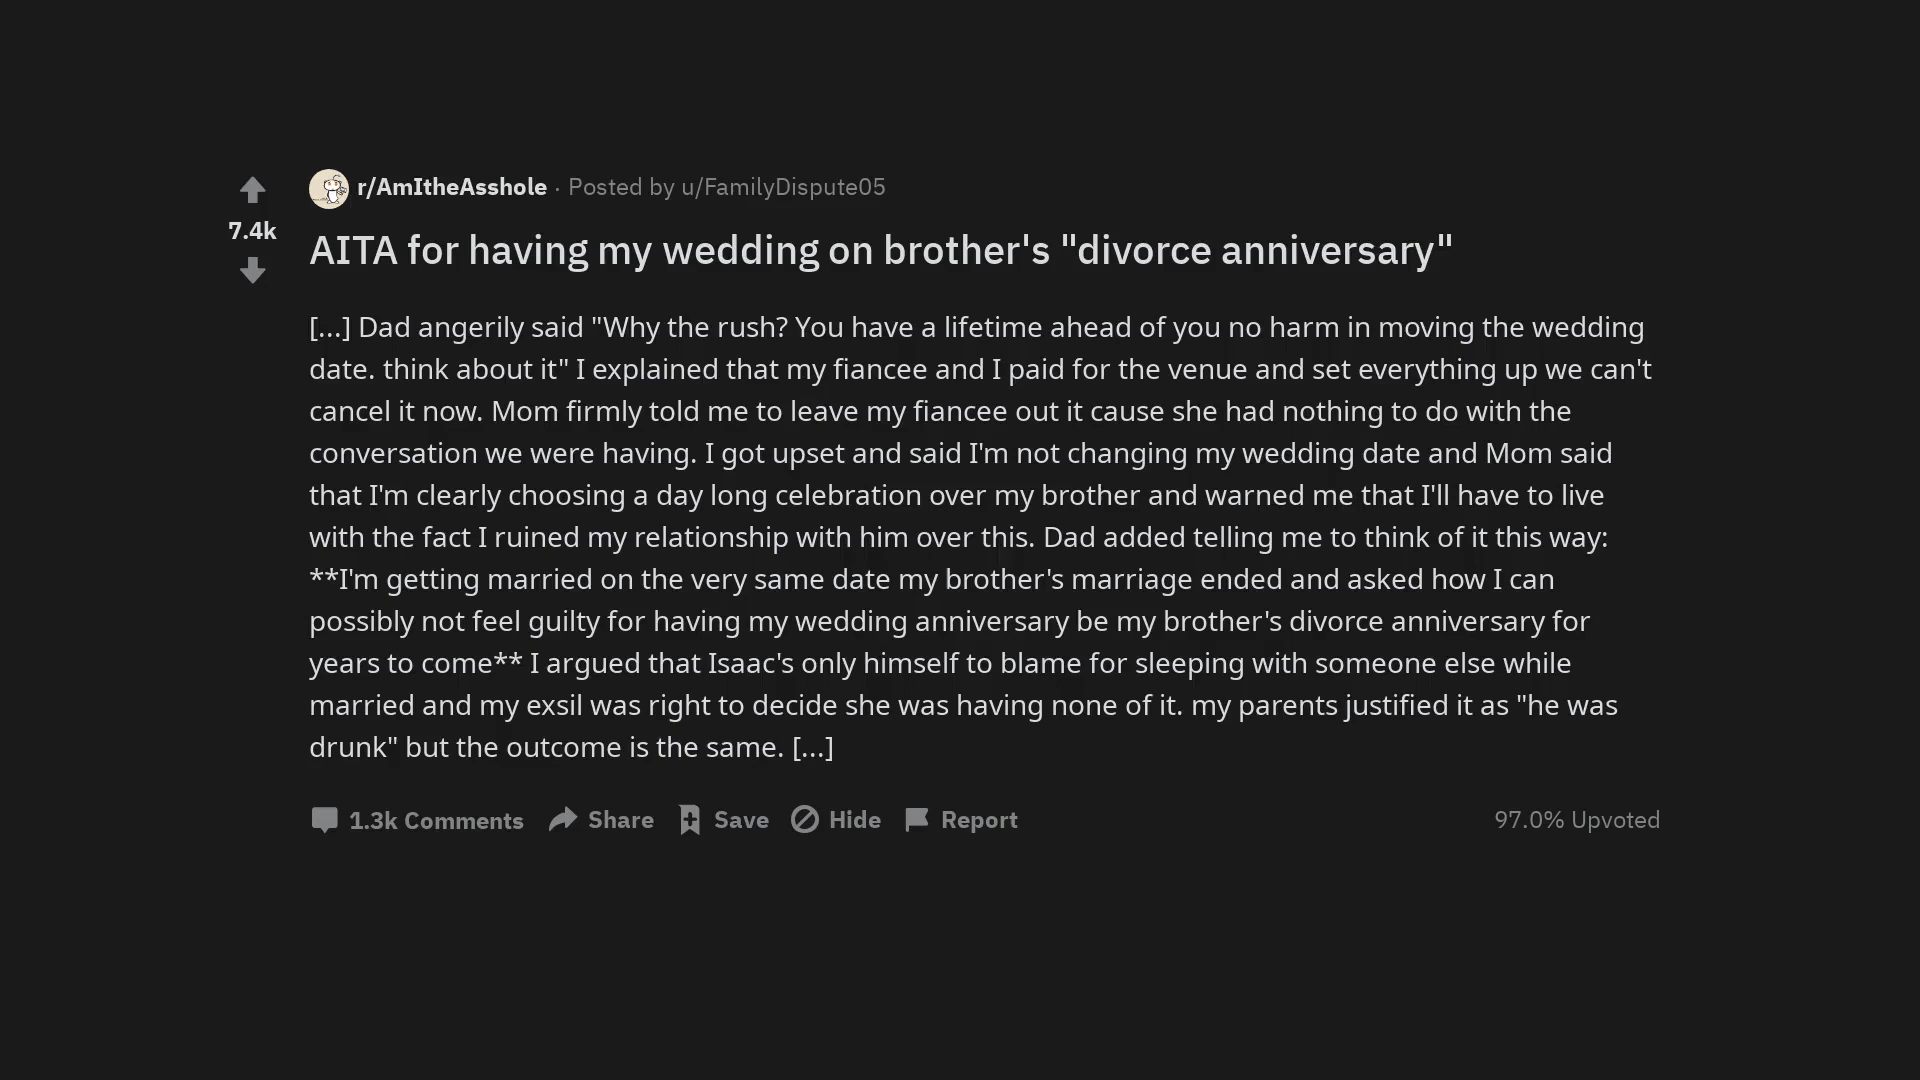 r/AmItheAsshole · Posted by u/FamilyDispute05
7.4k
AITA for having my wedding on brother's "divorce anniversary"
[...] Dad angerily said "Why the rush? You have a lifetime ahead of you no harm in moving the wedding
date. think about it" I explained that my fiancee and I paid for the venue and set everything up we can't
cancel it now. Mom firmly told me to leave my fiancee out it cause she had nothing to do with the
conversation we were having. I got upset and said I'm not changing my wedding date and Mom said
that I'm clearly choosing a day long celebration over my brother and warned me that I'll have to live
with the fact I ruined my relationship with him over this. Dad added telling me to think of it this way:
**I'm getting married on the very same date my brother's marriage ended and asked how I can
possibly not feel guilty for having my wedding anniversary be my brother's divorce anniversary for
years to come** I argued that Isaac's only himself to blame for sleeping with someone else while
married and my exsil was right to decide she was having none of it. my parents justified it as "he was
drunk" but the outcome is the same. [...]
1.3k Comments Share Save Hide Report 97.0% Upvoted